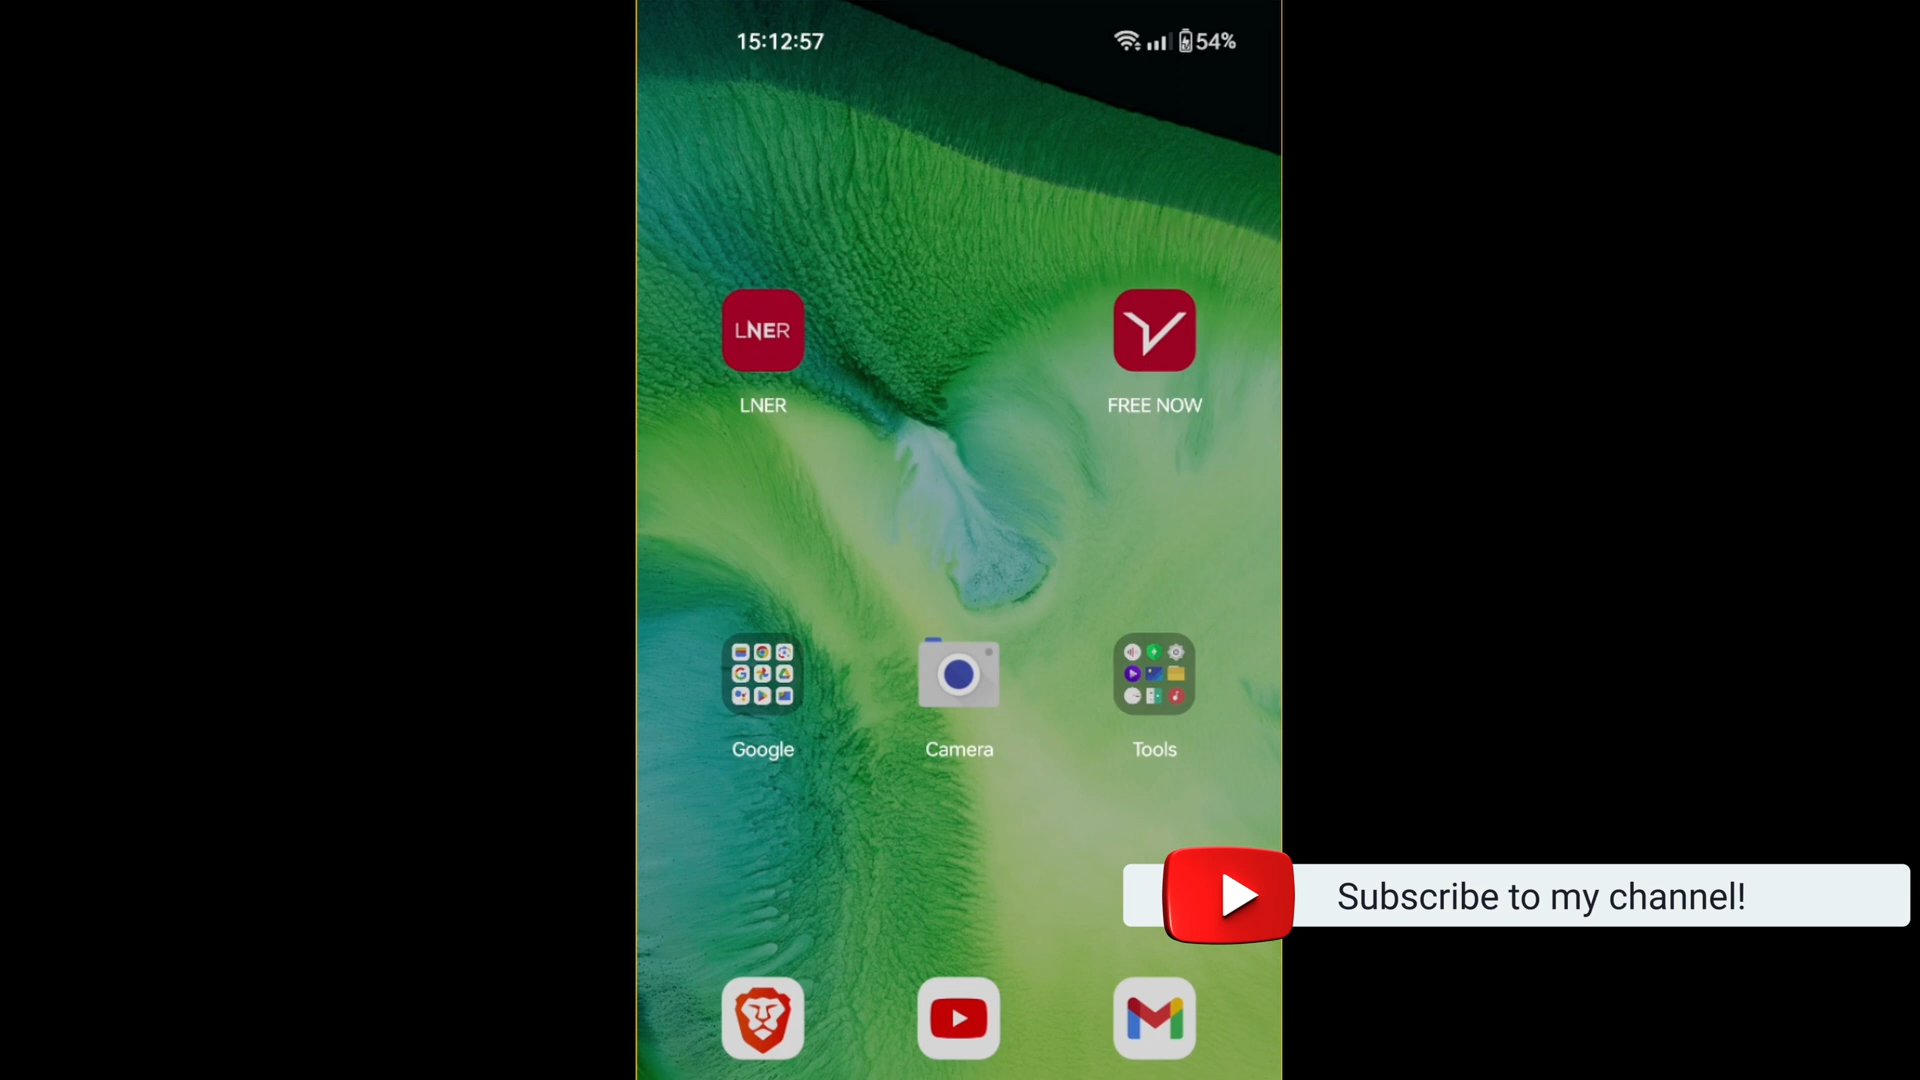 15:12:57 54%
LNER
LNER FREE NOW
Google Camera Tools
Subscribe to my channel!